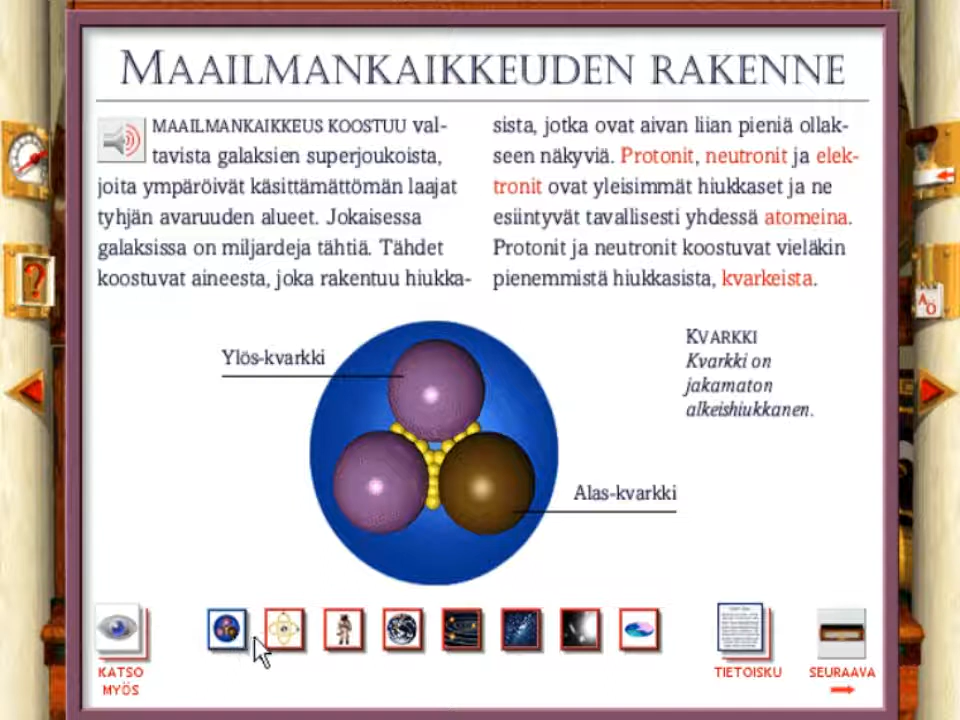 MAAILMANKAIKKEUDEN RAKENNE
MAAILMANKAIKKEUS KOOSTUU val-
tavista galaksien superjoukoista,
joita ympäröivät käsittämättömän laajat
tyhjän avaruuden alueet. Jokaisessa
galaksissa on miljardeja tähtiä. Tähdet
koostuvat aineesta, joka rakentuu hiukka-
sista, jotka ovat aivan liian pieniä ollak-
seen näkyviä. Protonit, neutronit ja elek-
tronit ovat yleisimmät hiukkaset ja ne
esiintyvät tavallisesti yhdessä atomeina.
Protonit ja neutronit koostuvat vieläkin
pienemmistä hiukkasista, kvarkeista.
Ylös-kvarkki
KVARKKI
Kvarkki on
jakamaton
alkeishiukkanen.
Alas-kvarkki
KATSO
MYÖS
TIETOISKU
SEURAAVA
?
A
Ö